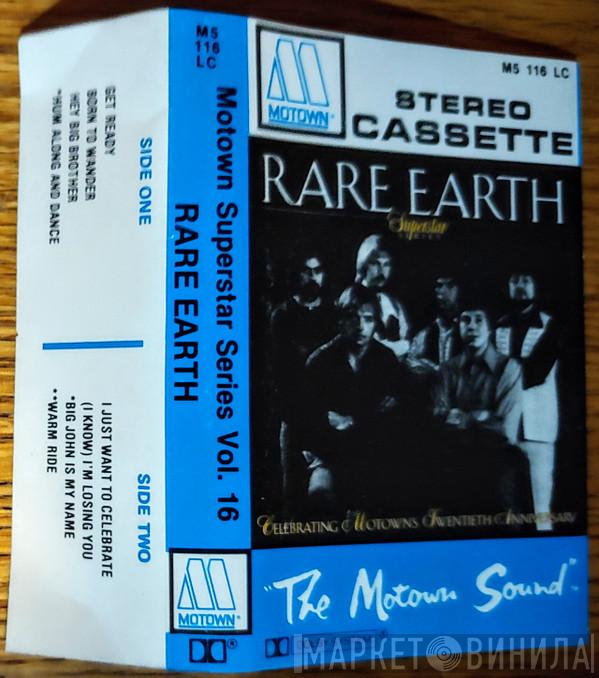 GET READY
BORN TO WANDER
HEY BIG BROTHER
*HUM ALONG AND DANCE
SIDE ONE
I JUST WANT TO CELEBRATE
(I KNOW) I'M LOSING YOU
*BIG JOHN IS MY NAME
**WARM RIDE
SIDE TWO
M5
116
LC
Motown Superstar Series Vol. 16
RARE EARTH
MOTOWN®
MOTOWN®
M5 116 LC
STEREO
CASSETTE
RARE EARTH
Superstar
SERIES
CELEBRATING MOTOWN'S TWENTIETH ANNIVERSARY
"The Motown Sound"
МАРКЕТ ВИНИЛА